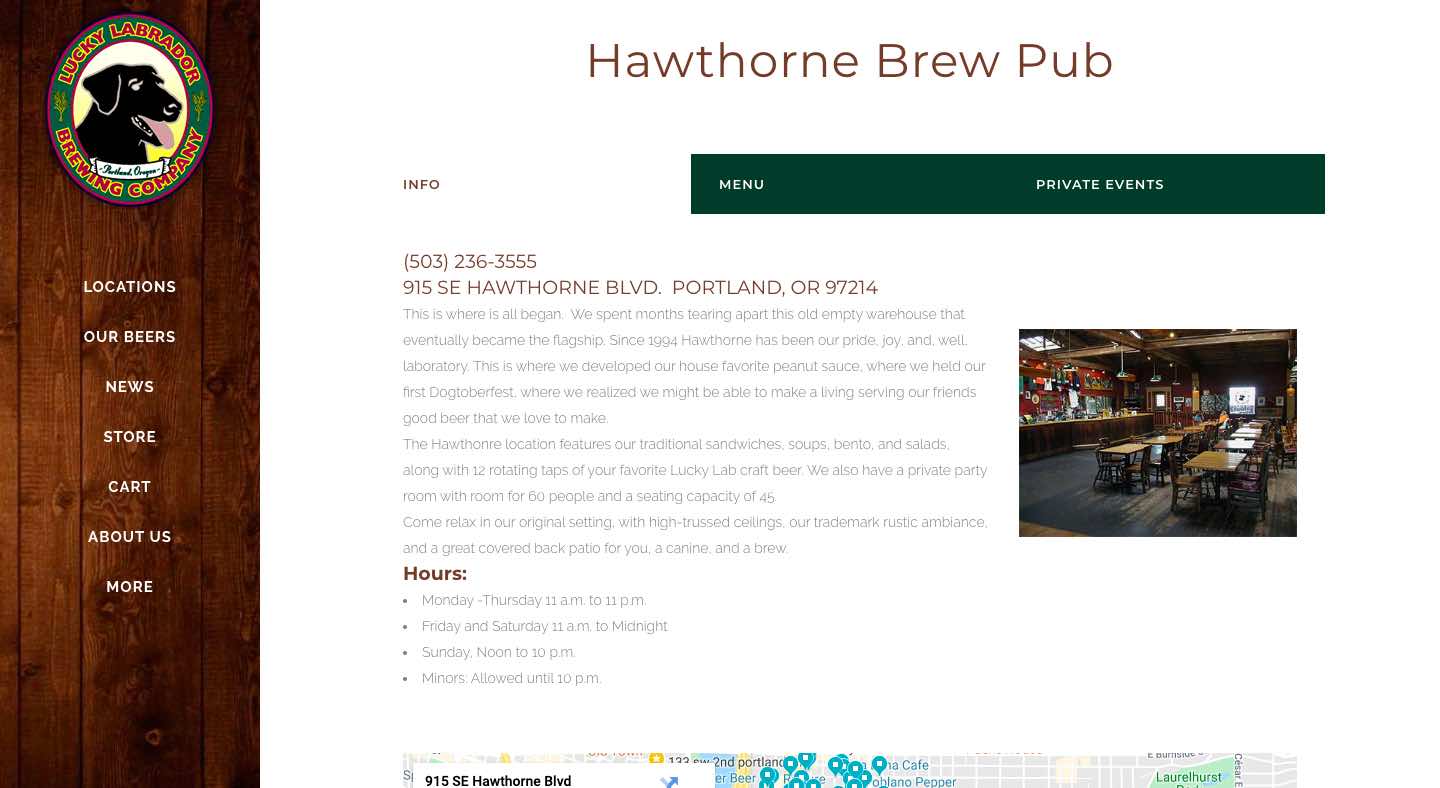 LUCKY LABRADOR
BREWING COMPANY
Portland, Oregon
LOCATIONS
OUR BEERS
NEWS
STORE
CART
ABOUT US
MORE
Hawthorne Brew Pub
INFO
MENU
PRIVATE EVENTS
(503) 236-3555
915 SE HAWTHORNE BLVD.  PORTLAND, OR 97214
This is where is all began.  We spent months tearing apart this old empty warehouse that
eventually became the flagship. Since 1994 Hawthorne has been our pride, joy, and, well,
laboratory. This is where we developed our house favorite peanut sauce, where we held our
first Dogtoberfest, where we realized we might be able to make a living serving our friends
good beer that we love to make.
The Hawthonre location features our traditional sandwiches, soups, bento, and salads,
along with 12 rotating taps of your favorite Lucky Lab craft beer. We also have a private party
room with room for 60 people and a seating capacity of 45.
Come relax in our original setting, with high-trussed ceilings, our trademark rustic ambiance,
and a great covered back patio for you, a canine, and a brew.
Hours:
• Monday -Thursday 11 a.m. to 11 p.m.
• Friday and Saturday 11 a.m. to Midnight
• Sunday, Noon to 10 p.m.
• Minors: Allowed until 10 p.m.
133 sw 2nd portland
E Burnside
915 SE Hawthorne Blvd
Beer
Cafe
Pepper
Laurelhurst